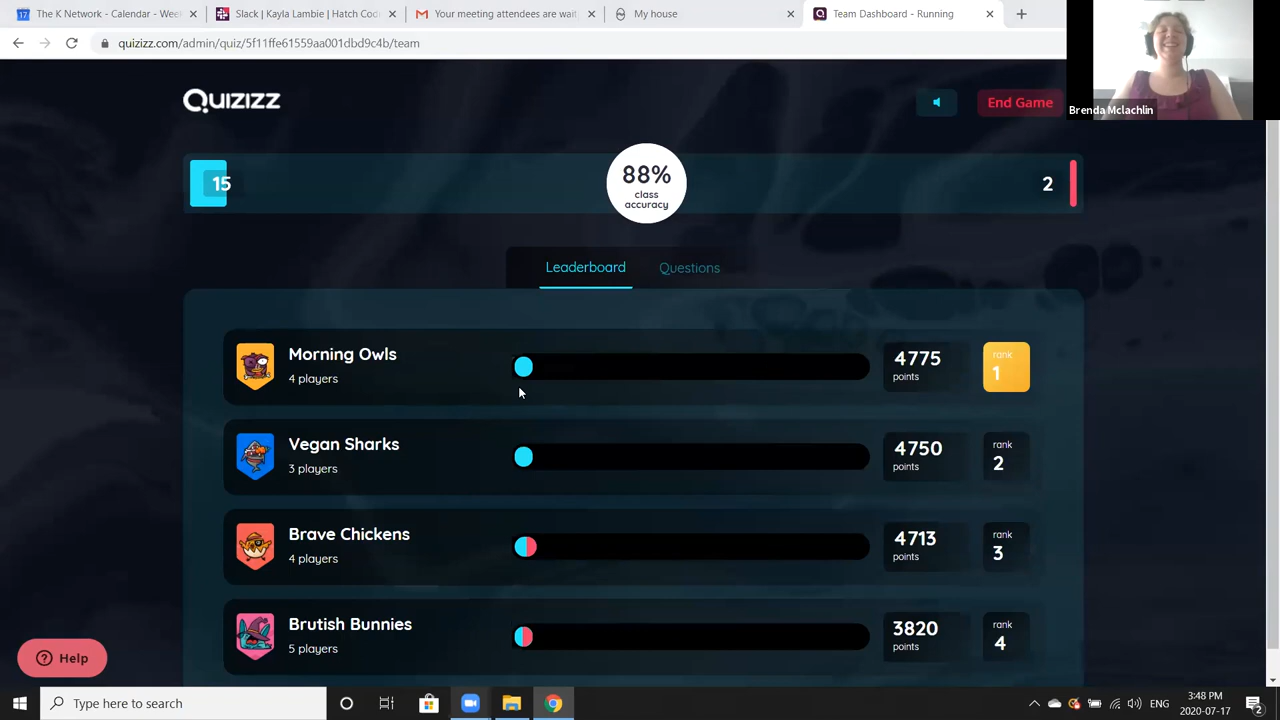 The K Network - Calendar - Wee
Slack | Kayla Lambie | Hatch Cod
Your meeting attendees are wait
My house
Team Dashboard - Running
quizizz.com/admin/quiz/5f11ffe61559aa001dbd9c4b/team
Brenda Mclachlin
Quizizz
End Game
15
88%
class
accuracy
2
Leaderboard
Questions
Morning Owls
4 players
4775
points
rank
1
Vegan Sharks
3 players
4750
points
rank
2
Brave Chickens
4 players
4713
points
rank
3
Brutish Bunnies
5 players
3820
points
rank
4
Help
Type here to search
ENG
3:48 PM
2020-07-17
2